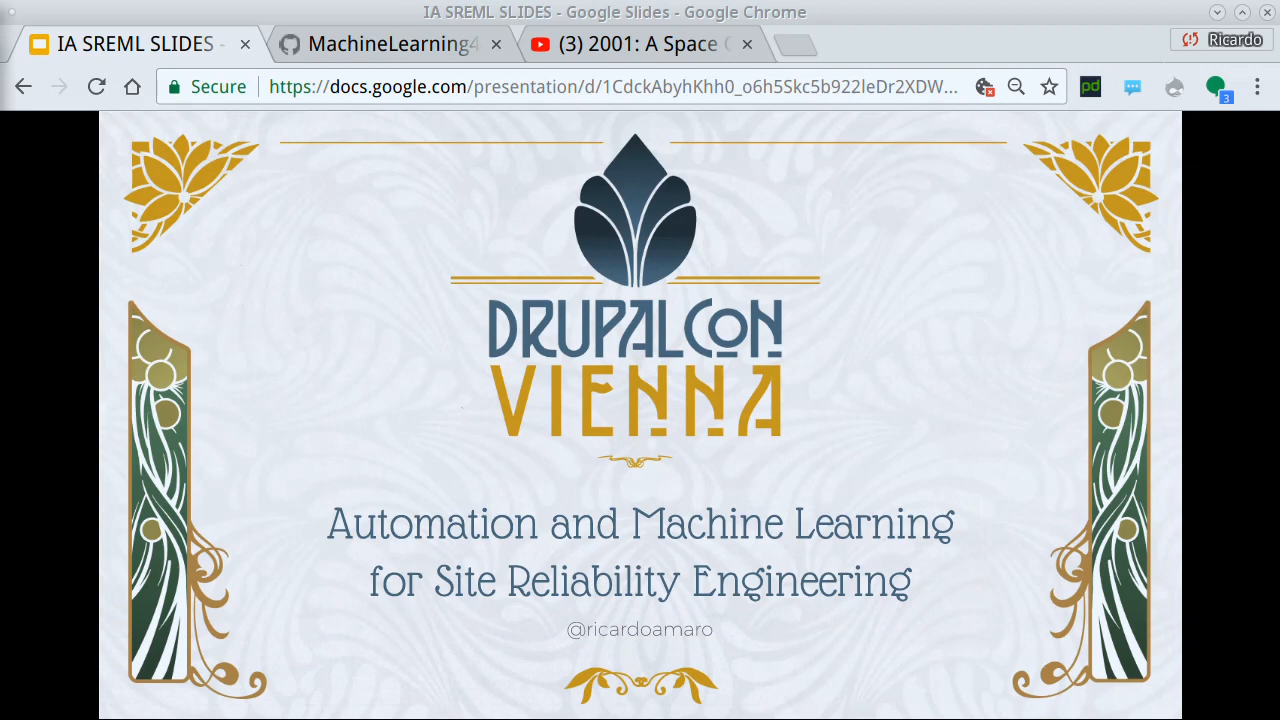 IA SREML SLIDES - Google Slides - Google Chrome
IA SREML SLIDES -
MachineLearning4
(3) 2001: A Space
Ricardo
Secure
https://docs.google.com/presentation/d/1CdckAbyhKhh0_o6h5Skc5b922leDr2XDW...
pd
3
DRUPALCON
VIENNA
Automation and Machine Learning
for Site Reliability Engineering
@ricardoamaro